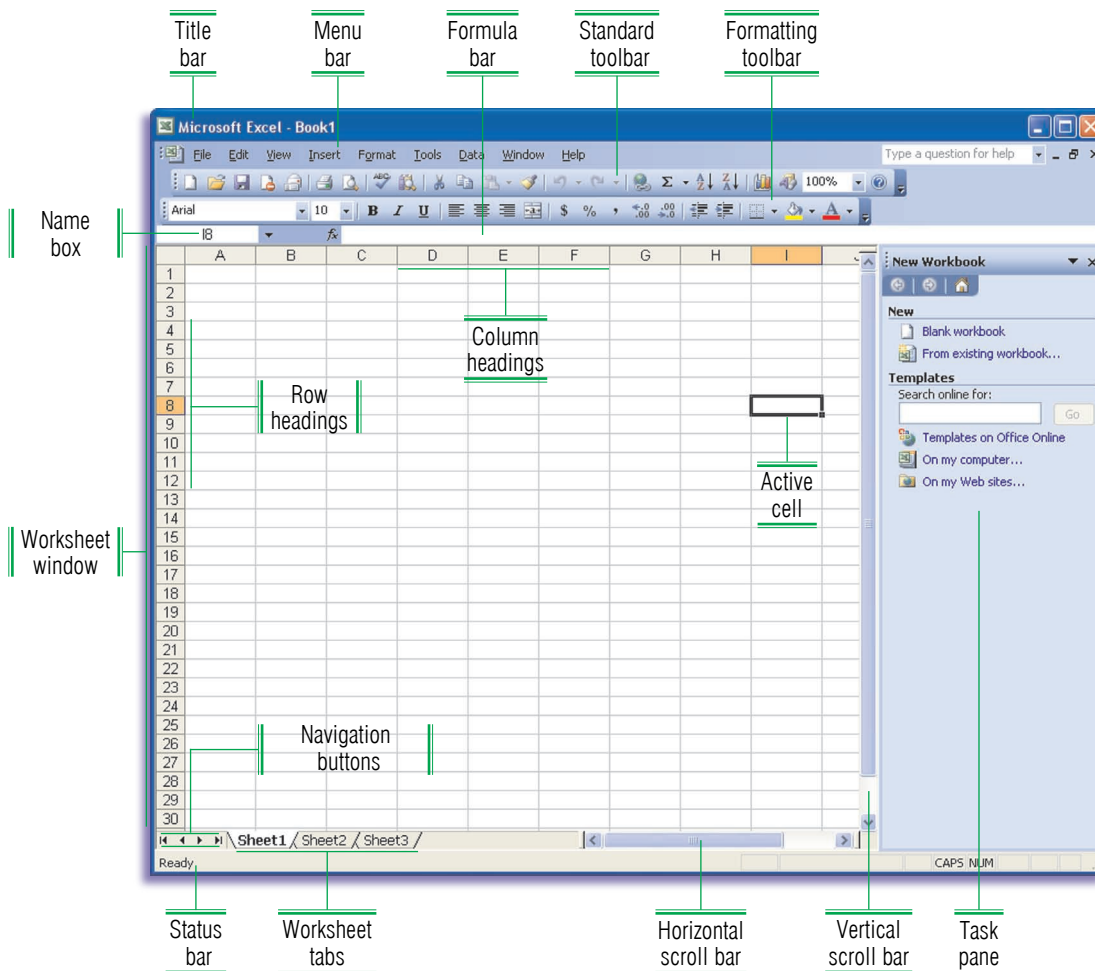 Title
bar
Menu
bar
Formula
bar
Standard
toolbar
Formatting
toolbar
Microsoft Excel - Book1
File Edit View Insert Format Tools Data Window Help
Type a question for help
ABC
Σ
A
Z
Z
A
100%
Arial
10
B I U
$ % ,
A
Name
box
I8
fx
A B C D E F G H I J
New Workbook
1
2
3
4
5
6
7
8
9
10
11
12
13
14
15
16
17
18
19
20
21
22
23
24
25
26
27
28
29
30
New
Blank workbook
From existing workbook...
Templates
Search online for:
Go
Templates on Office Online
On my computer...
On my Web sites...
Column
headings
Row
headings
Active
cell
Worksheet
window
Navigation
buttons
Sheet1 Sheet2 Sheet3
Ready
CAPS NUM
Status
bar
Worksheet
tabs
Horizontal
scroll bar
Vertical
scroll bar
Task
pane